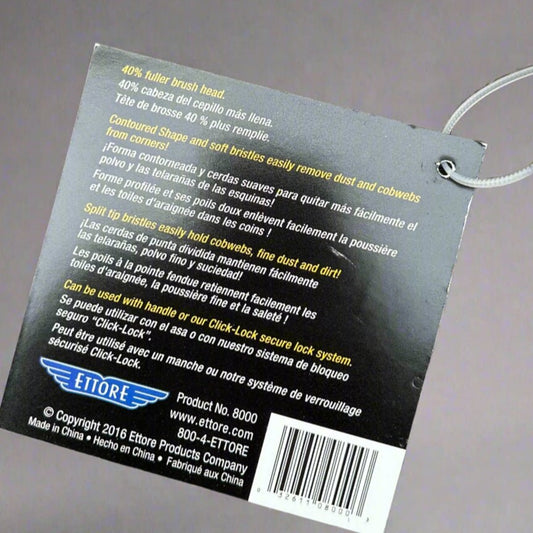 40% fuller brush head.
40% cabeza del cepillo más llena.
Tête de brosse 40 % plus remplie.
Contoured Shape and soft bristles easily remove dust and cobwebs
from corners!
¡Forma contorneada y cerdas suaves para quitar más fácilmente el
polvo y las telarañas de las esquinas!
Forme profilée et ses poils doux enlèvent facilement la poussière
et les toiles d'araignée dans les coins !
Split tip bristles easily hold cobwebs, fine dust and dirt!
¡Las cerdas de punta dividida mantienen fácilmente
las telarañas, polvo fino y suciedad!
Les poils à la pointe fendue retiennent facilement les
toiles d'araignée, la poussière fine et la saleté !
Can be used with handle or our Click-Lock secure lock system.
Se puede utilizar con el asa o con nuestro sistema de bloqueo
seguro "Click-Lock".
Peut être utilisé avec un manche ou notre système de verrouillage
sécurisé Click-Lock.
ETTORE
Product No. 8000
www.ettore.com
800-4-ETTORE
© Copyright 2016 Ettore Products Company
Made in China • Hecho en China • Fabriqué aux China
0 32611 08000 3